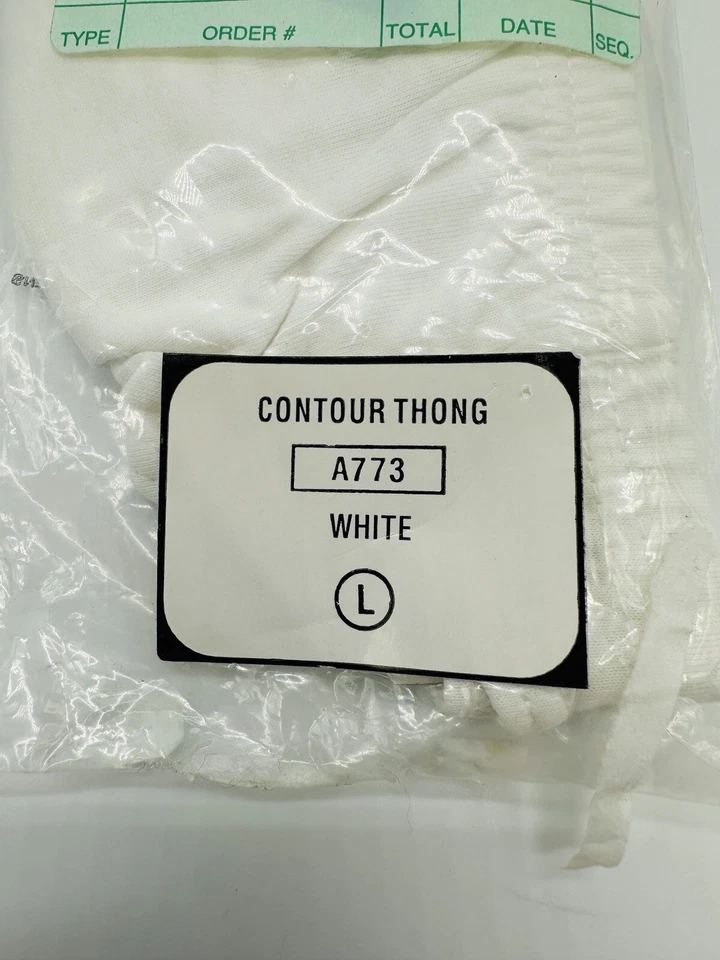 TYPE ORDER # TOTAL DATE SEQ.
CONTOUR THONG
A773
WHITE
L